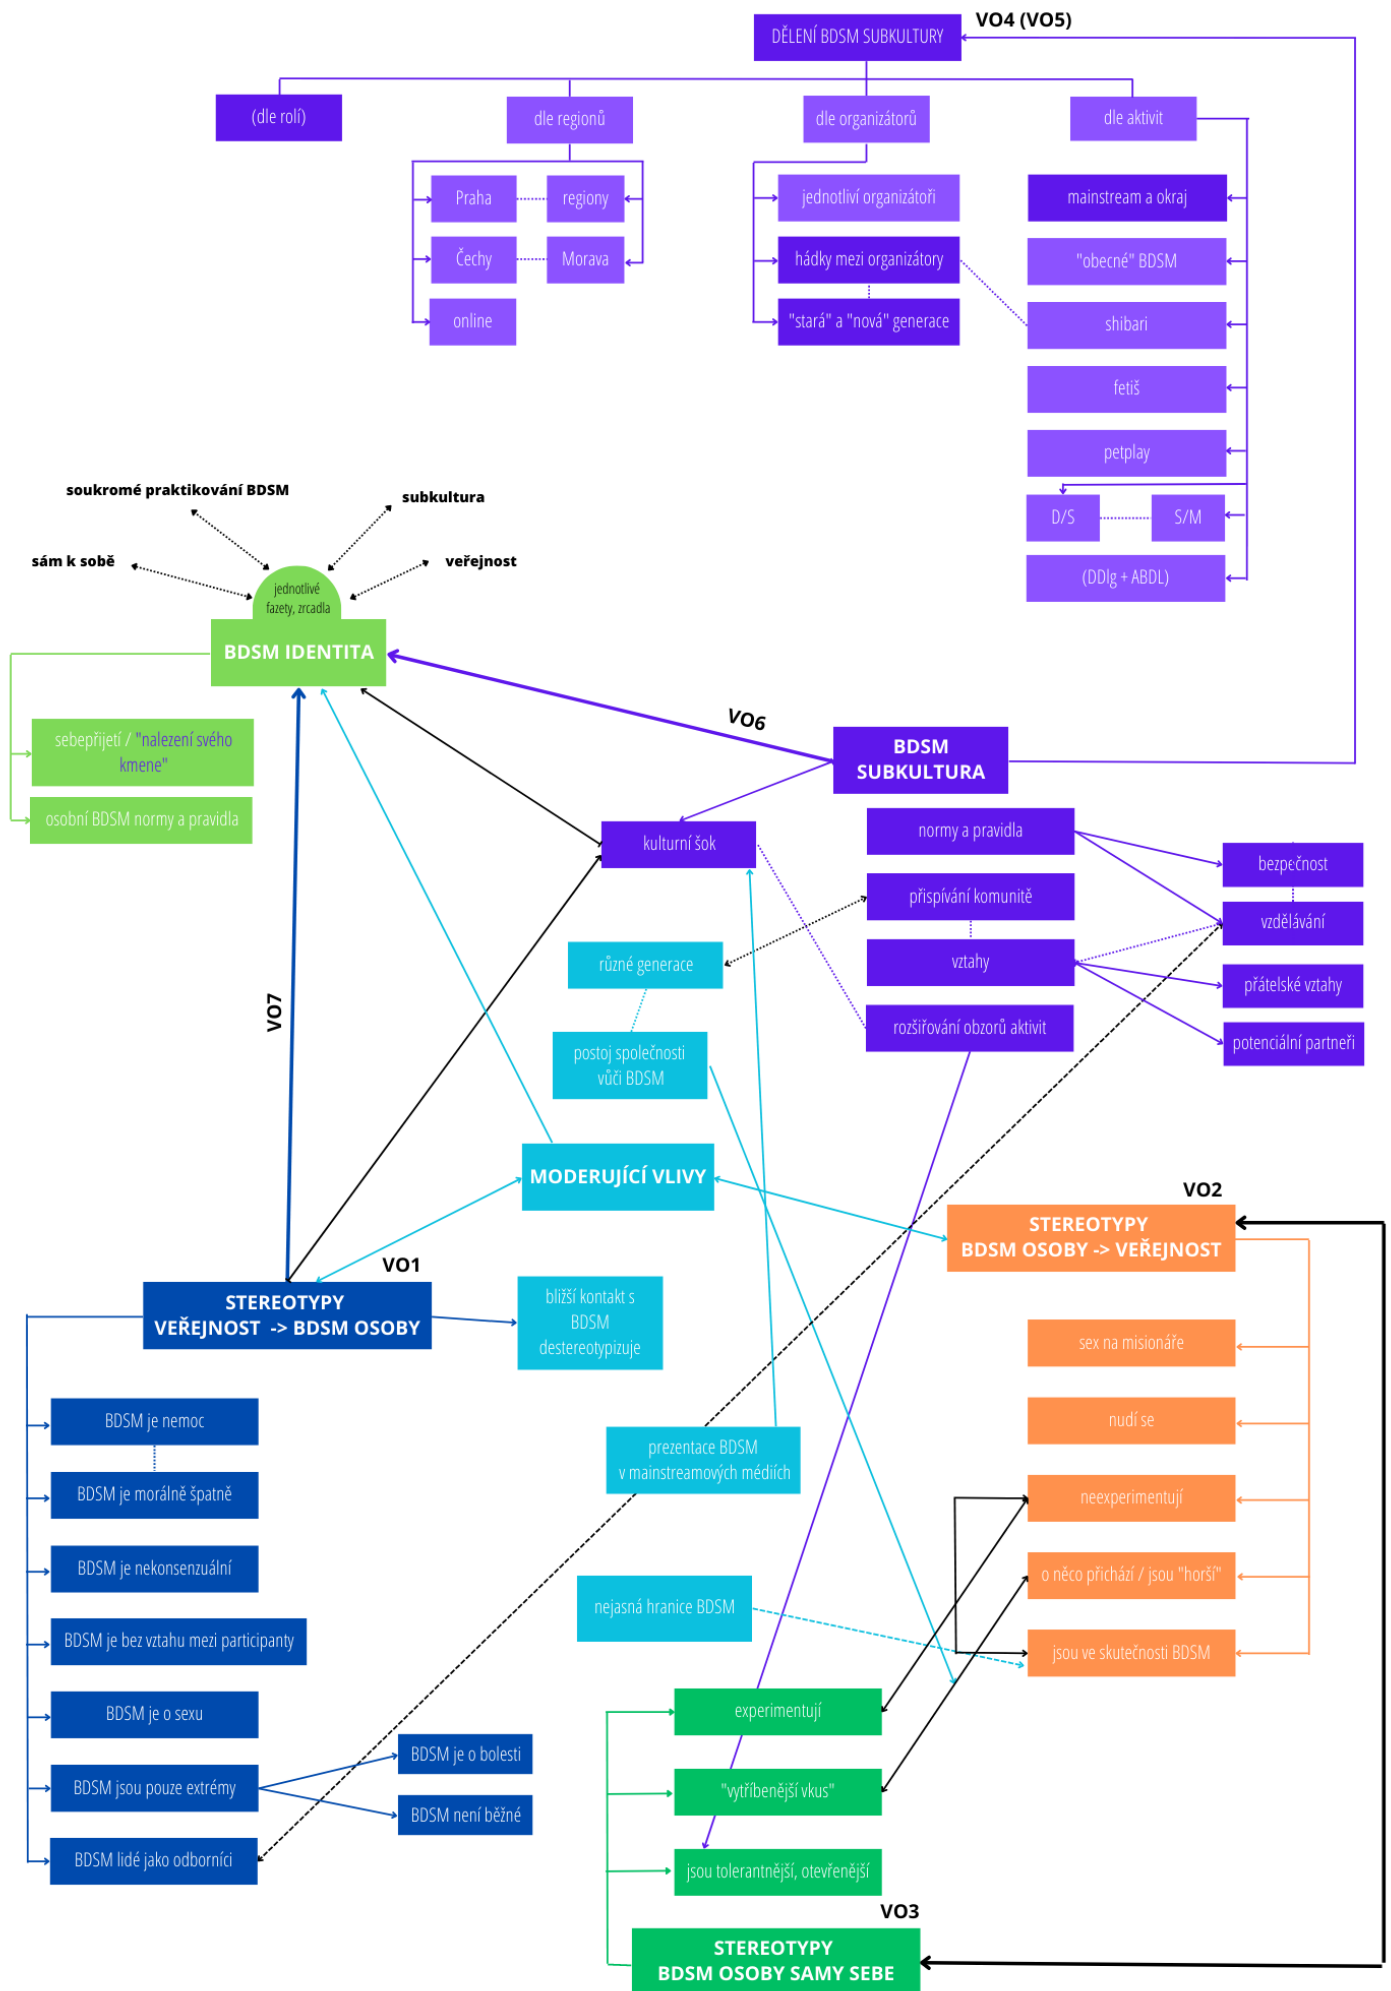 VO4 (VO5)
DĚLENÍ BDSM SUBKULTURY
(dle rolí)
dle regionů
dle organizátorů
dle aktivit
Praha
regiony
Čechy
Morava
online
jednotliví organizátoři
hádky mezi organizátory
"stará" a "nová" generace
mainstream a okraj
"obecné" BDSM
shibari
fetiš
petplay
D/S
S/M
(DDlg + ABDL)
soukromé praktikování BDSM
subkultura
sám k sobě
veřejnost
jednotlivé
fazety, zrcadla
BDSM IDENTITA
sebepřijetí / "nalezení svého
kmene"
osobní BDSM normy a pravidla
VO6
BDSM
SUBKULTURA
kulturní šok
normy a pravidla
přispívání komunitě
vztahy
rozšiřování obzorů aktivit
bezpečnost
vzdělávání
přátelské vztahy
potenciální partneři
VO7
různé generace
postoj společnosti
vůči BDSM
MODERUJÍCÍ VLIVY
VO2
STEREOTYPY
BDSM OSOBY -> VEŘEJNOST
VO1
STEREOTYPY
VEŘEJNOST -> BDSM OSOBY
bližší kontakt s
BDSM
destereotypizuje
sex na misionáře
nudí se
neexperimentují
o něco přichází / jsou "horší"
jsou ve skutečnosti BDSM
BDSM je nemoc
BDSM je morálně špatně
BDSM je nekonsenzuální
BDSM je bez vztahu mezi participanty
BDSM je o sexu
BDSM jsou pouze extrémy
BDSM lidé jako odborníci
BDSM je o bolesti
BDSM není běžné
prezentace BDSM
v mainstreamových médiích
nejasná hranice BDSM
experimentují
"vytříbenější vkus"
jsou tolerantnější, otevřenější
VO3
STEREOTYPY
BDSM OSOBY SAMY SEBE